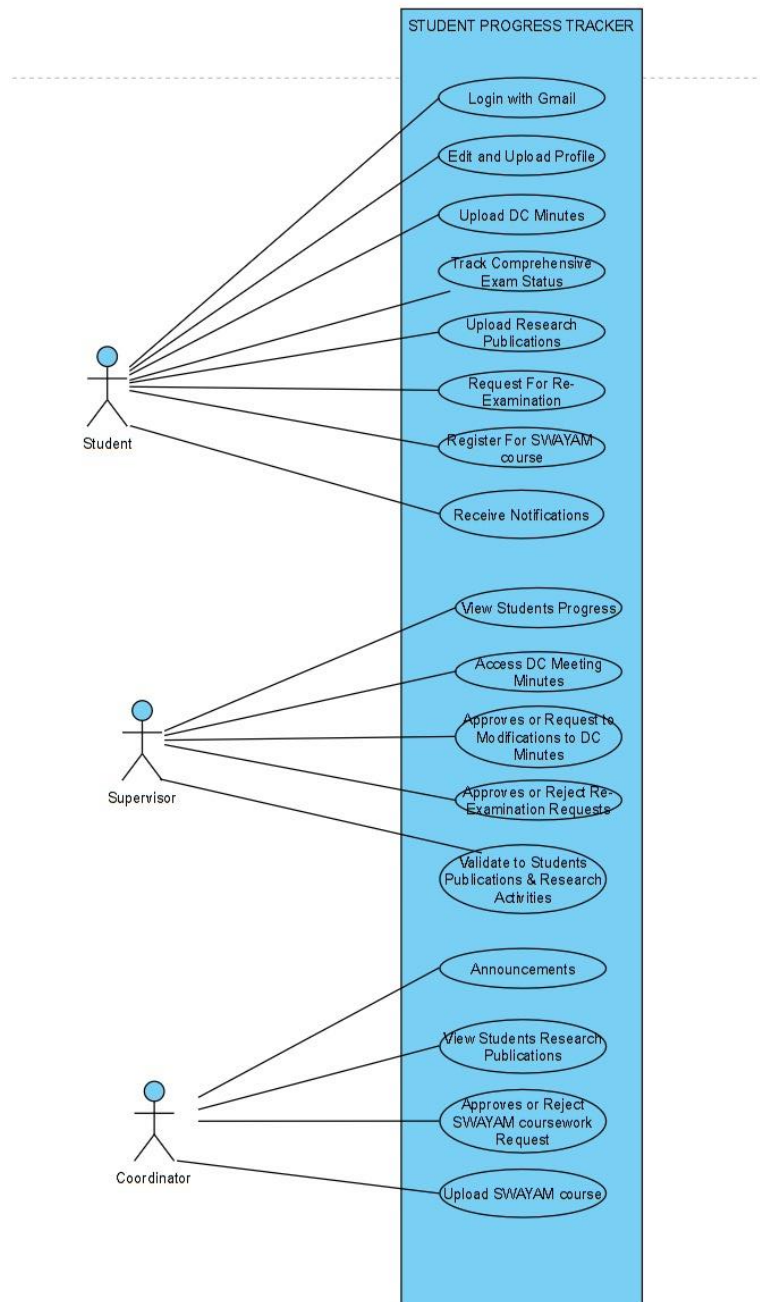 STUDENT PROGRESS TRACKER
Login with Gmail
Edit and Upload Profile
Upload DC Minutes
Track Comprehensive
Exam Status
Upload Research
Publications
Request For Re-
Examination
Register For SWAYAM
course
Receive Notifications
Student
View Students Progress
Access DC Meeting
Minutes
Approves or Request to
Modifications to DC
Minutes
Approves or Reject Re-
Examination Requests
Validate to Students
Publications & Research
Activities
Supervisor
Announcements
View Students Research
Publications
Approves or Reject
SWAYAM coursework
Request
Upload SWAYAM course
Coordinator